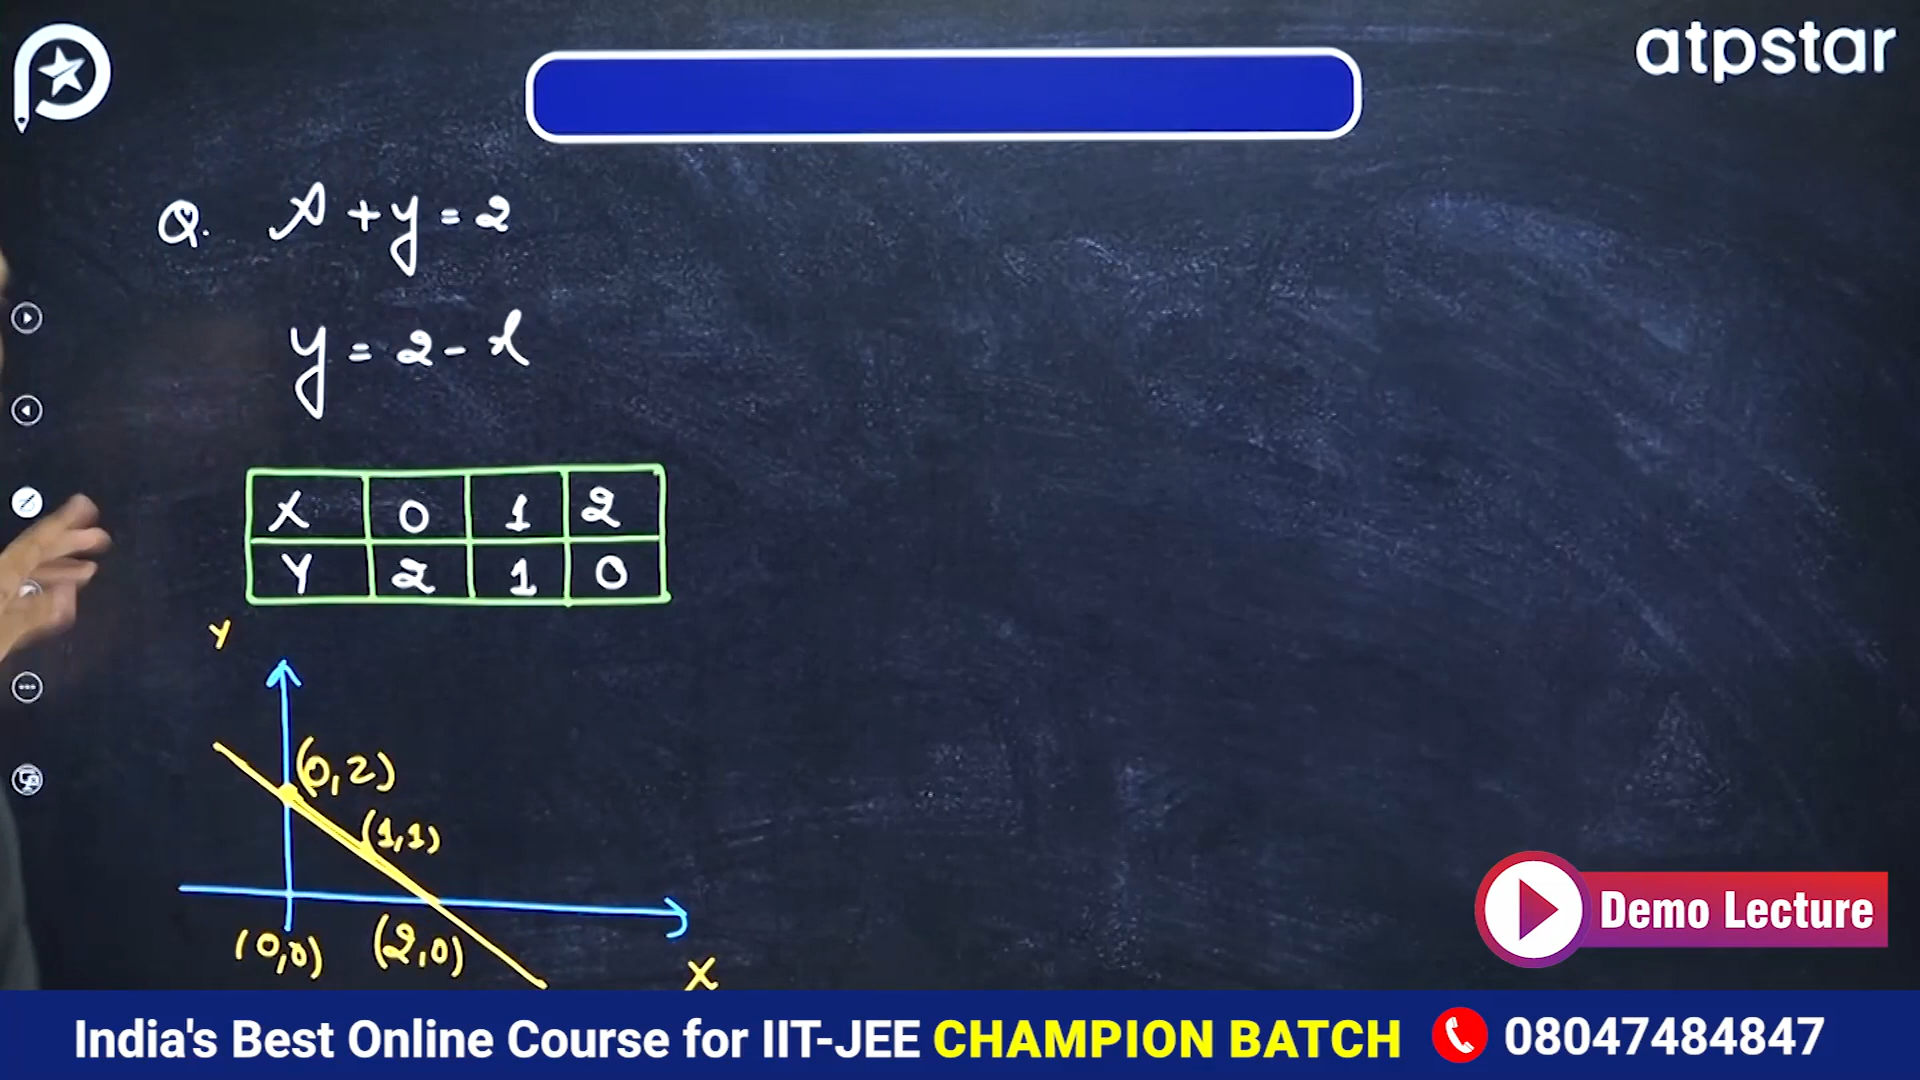 atpstar
Q. x + y = 2
y = 2 - x
X 0 1 2
Y 2 1 0
Y
(0,2)
(1,1)
(0,0) (2,0)
X
Demo Lecture
India's Best Online Course for IIT-JEE CHAMPION BATCH 08047484847